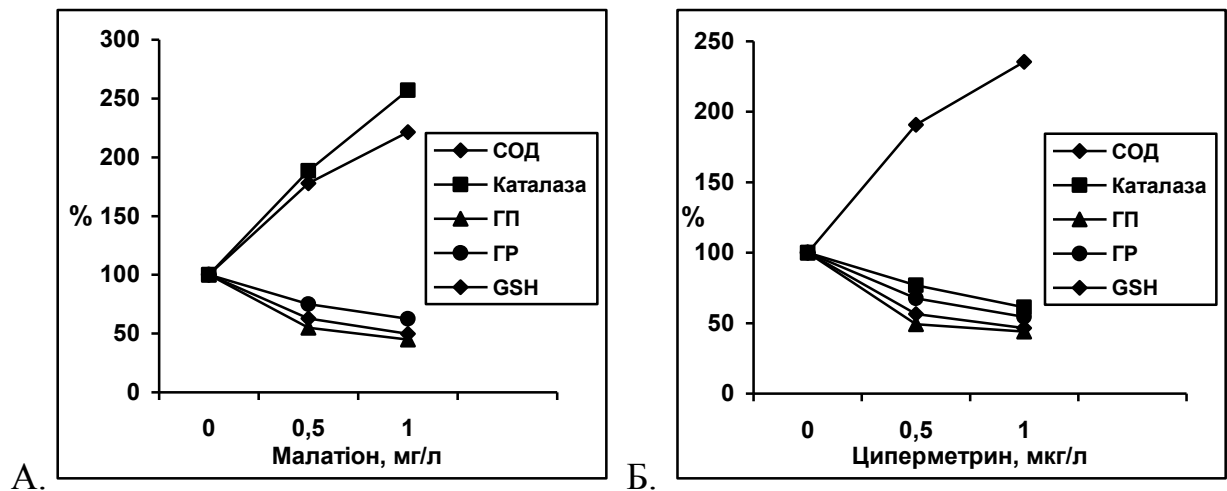 300
250
200
150
100
50
0
%
0 0,5 1
Малатіон, мг/л
СОД
Каталаза
ГП
ГР
GSH
А.
250
200
150
100
50
0
%
0 0,5 1
Циперметрин, мкг/л
СОД
Каталаза
ГП
ГР
GSH
Б.